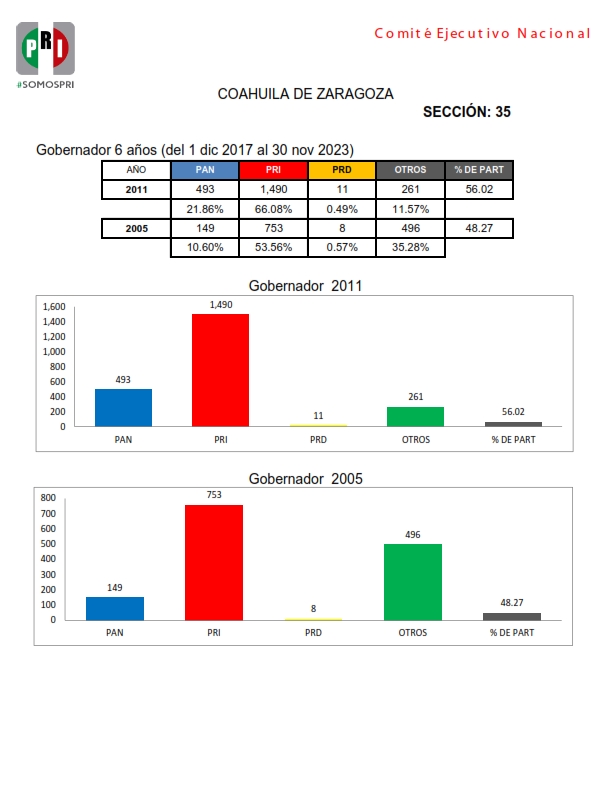 PRI
#SOMOSPRI
Comité Ejecutivo Nacional
COAHUILA DE ZARAGOZA
SECCIÓN: 35
Gobernador 6 años (del 1 dic 2017 al 30 nov 2023)
AÑO PAN PRI PRD OTROS % DE PART
2011 493 1,490 11 261 56.02
21.86% 66.08% 0.49% 11.57%
2005 149 753 8 496 48.27
10.60% 53.56% 0.57% 35.28%
Gobernador 2011
1,600
1,400
1,200
1,000
800
600
400
200
0
493
1,490
11
261
56.02
PAN PRI PRD OTROS % DE PART
Gobernador 2005
800
700
600
500
400
300
200
100
0
149
753
8
496
48.27
PAN PRI PRD OTROS % DE PART